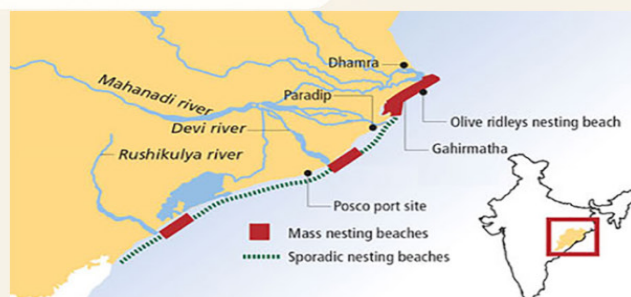 Dhamra
Mahanadi river
Paradip
Devi river
Olive ridleys nesting beach
Rushikulya river
Gahirmatha
Posco port site
Mass nesting beaches
Sporadic nesting beaches